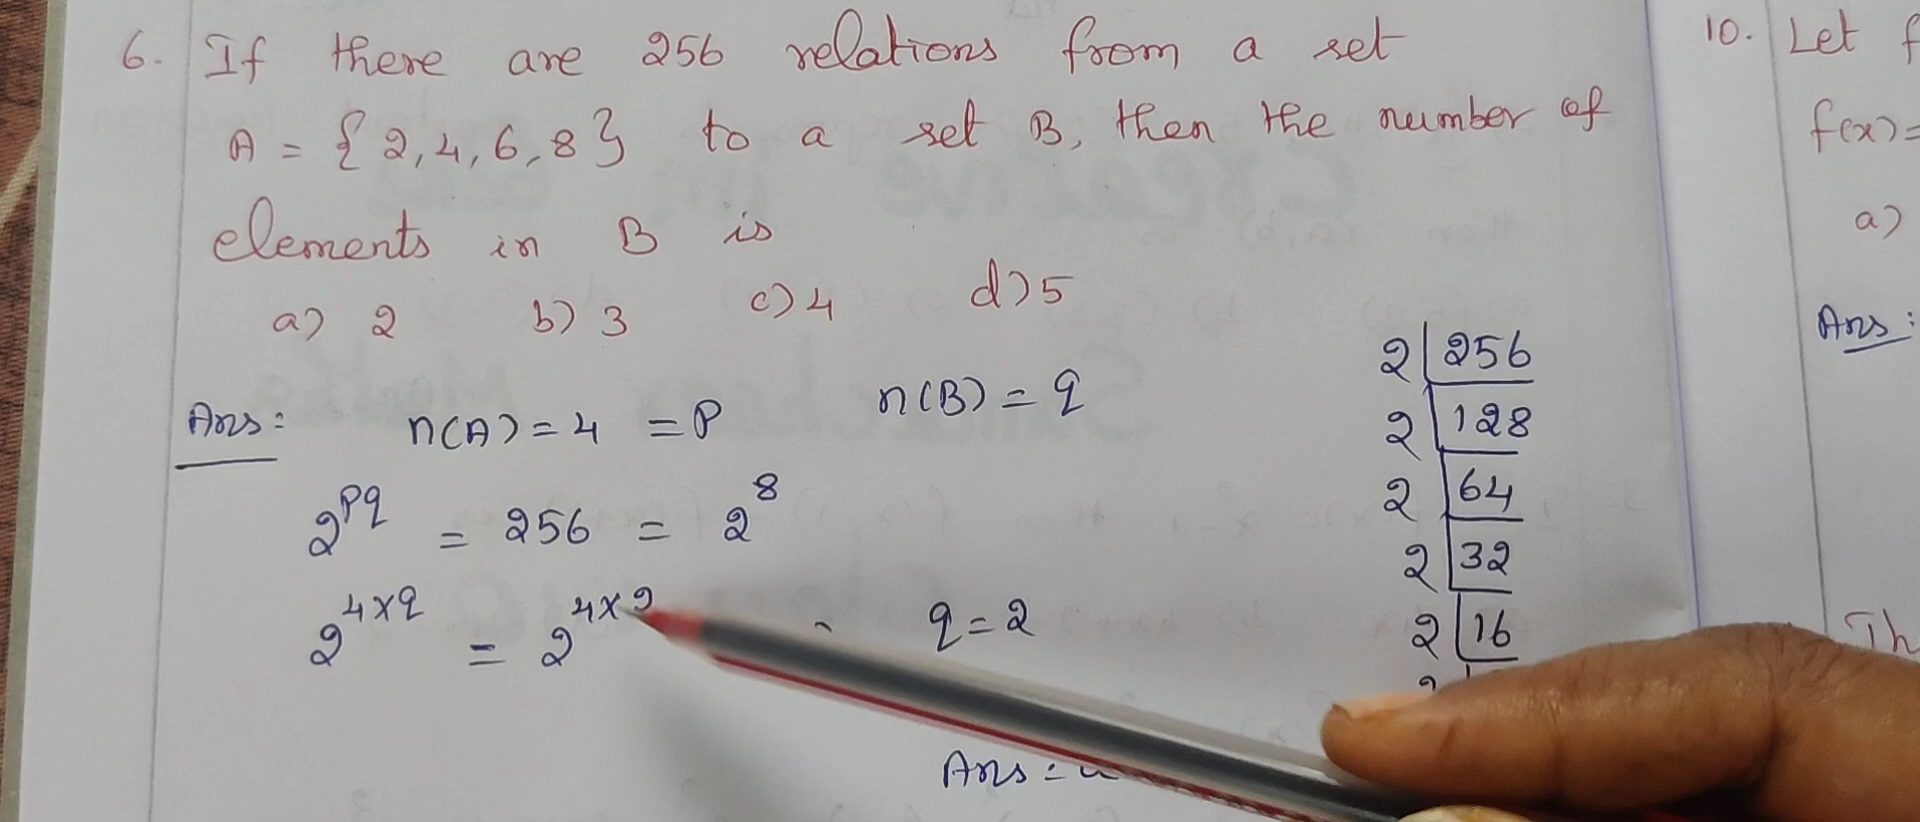 6. If there are 256 relations from a set
A = {2, 4, 6, 8} to a set B, then the number of
elements in B is
a) 2 b) 3 c) 4 d) 5
Ans: n(A) = 4 = P n(B) = q
2^pq = 256 = 2^8
2^4×q = 2^4× q = 2
Ans :
2 256
2 128
2 64
2 32
2 16
10. Let f
f(x) =
a)
Ans :
Th